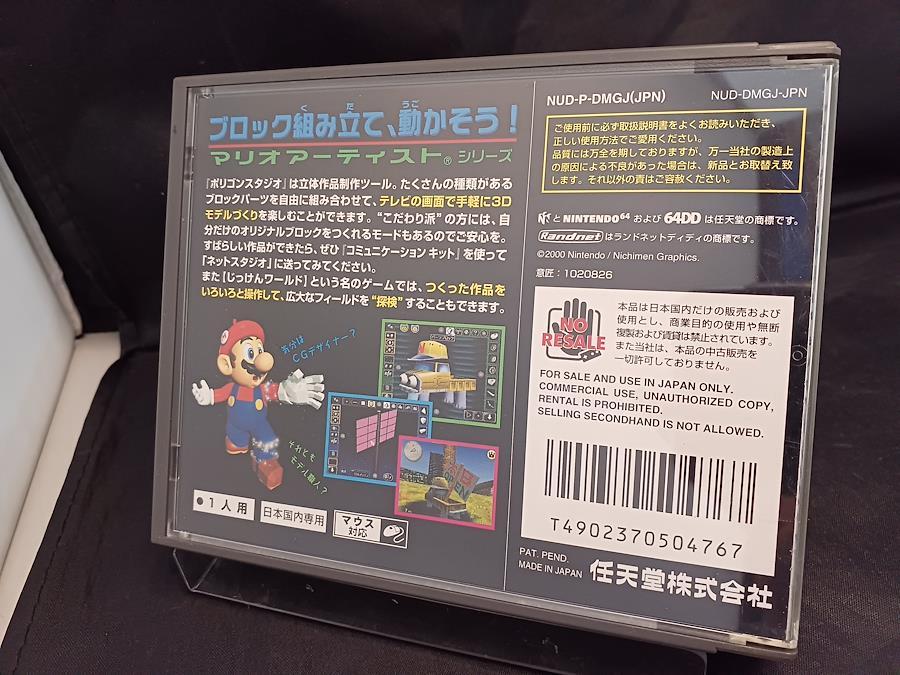 ブロック組み立て、動かそう!
マリオアーティスト® シリーズ
『ポリゴンスタジオ』は立体作品制作ツール。たくさんの種類がある
ブロックパーツを自由に組み合わせて、テレビの画面で手軽に3D
モデルづくりを楽しむことができます。“こだわり派”の方には、自
分だけのオリジナルブロックをつくれるモードもあるのでご安心を。
すばらしい作品ができたら、ぜひ『コミュニケーション キット』を使って
「ネットスタジオ」に送ってみてください。
また【じっけんワールド】という名のゲームでは、つくった作品を
いろいろと操作して、広大なフィールドを“探検”することもできます。
気分は
CGデザイナー?
それとも
モデル職人?
●1人用
日本国内専用
マウス
対応
NUD-P-DMGJ(JPN)
NUD-DMGJ-JPN
ご使用前に必ず取扱説明書をよくお読みいただき、
正しい使用方法でご愛用ください。
品質には万全を期しておりますが、万一当社の製造上
の原因による不良があった場合は、新品とお取替え致
します。それ以外の責はご容赦ください。
とNINTENDO64 および 64DD は任天堂の商標です。
Randnet はランドネットディディの商標です。
©2000 Nintendo / Nichimen Graphics.
意匠:1020826
NO
RESALE
本品は日本国内だけの販売および
使用とし、商業目的の使用や無断
複製および賃貸は禁止されています。
また当社は、本品の中古販売を
一切許可しておりません。
FOR SALE AND USE IN JAPAN ONLY.
COMMERCIAL USE, UNAUTHORIZED COPY,
RENTAL IS PROHIBITED.
SELLING SECONDHAND IS NOT ALLOWED.
T4902370504767
PAT. PEND.
MADE IN JAPAN
任天堂株式会社